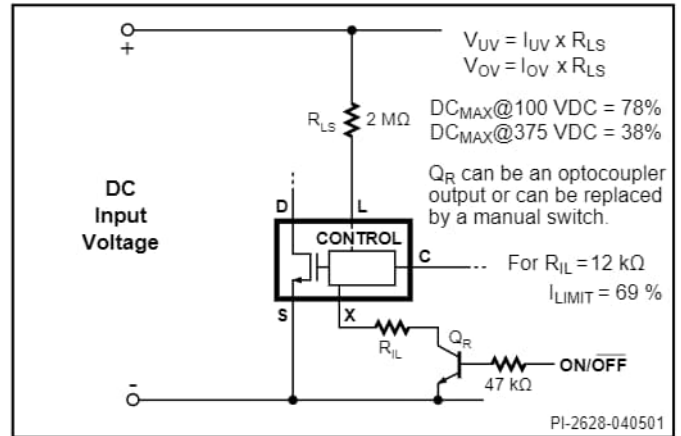 +
V_UV = I_UV x R_LS
V_OV = I_OV x R_LS
R_LS
2 MΩ
DC_MAX@100 VDC = 78%
DC_MAX@375 VDC = 38%
Q_R can be an optocoupler
output or can be replaced
by a manual switch.
DC
Input
Voltage
D
L
CONTROL
C
For R_IL = 12 kΩ
I_LIMIT = 69 %
S
X
R_IL
Q_R
47 kΩ
ON/O̅F̅F̅
-
PI-2628-040501